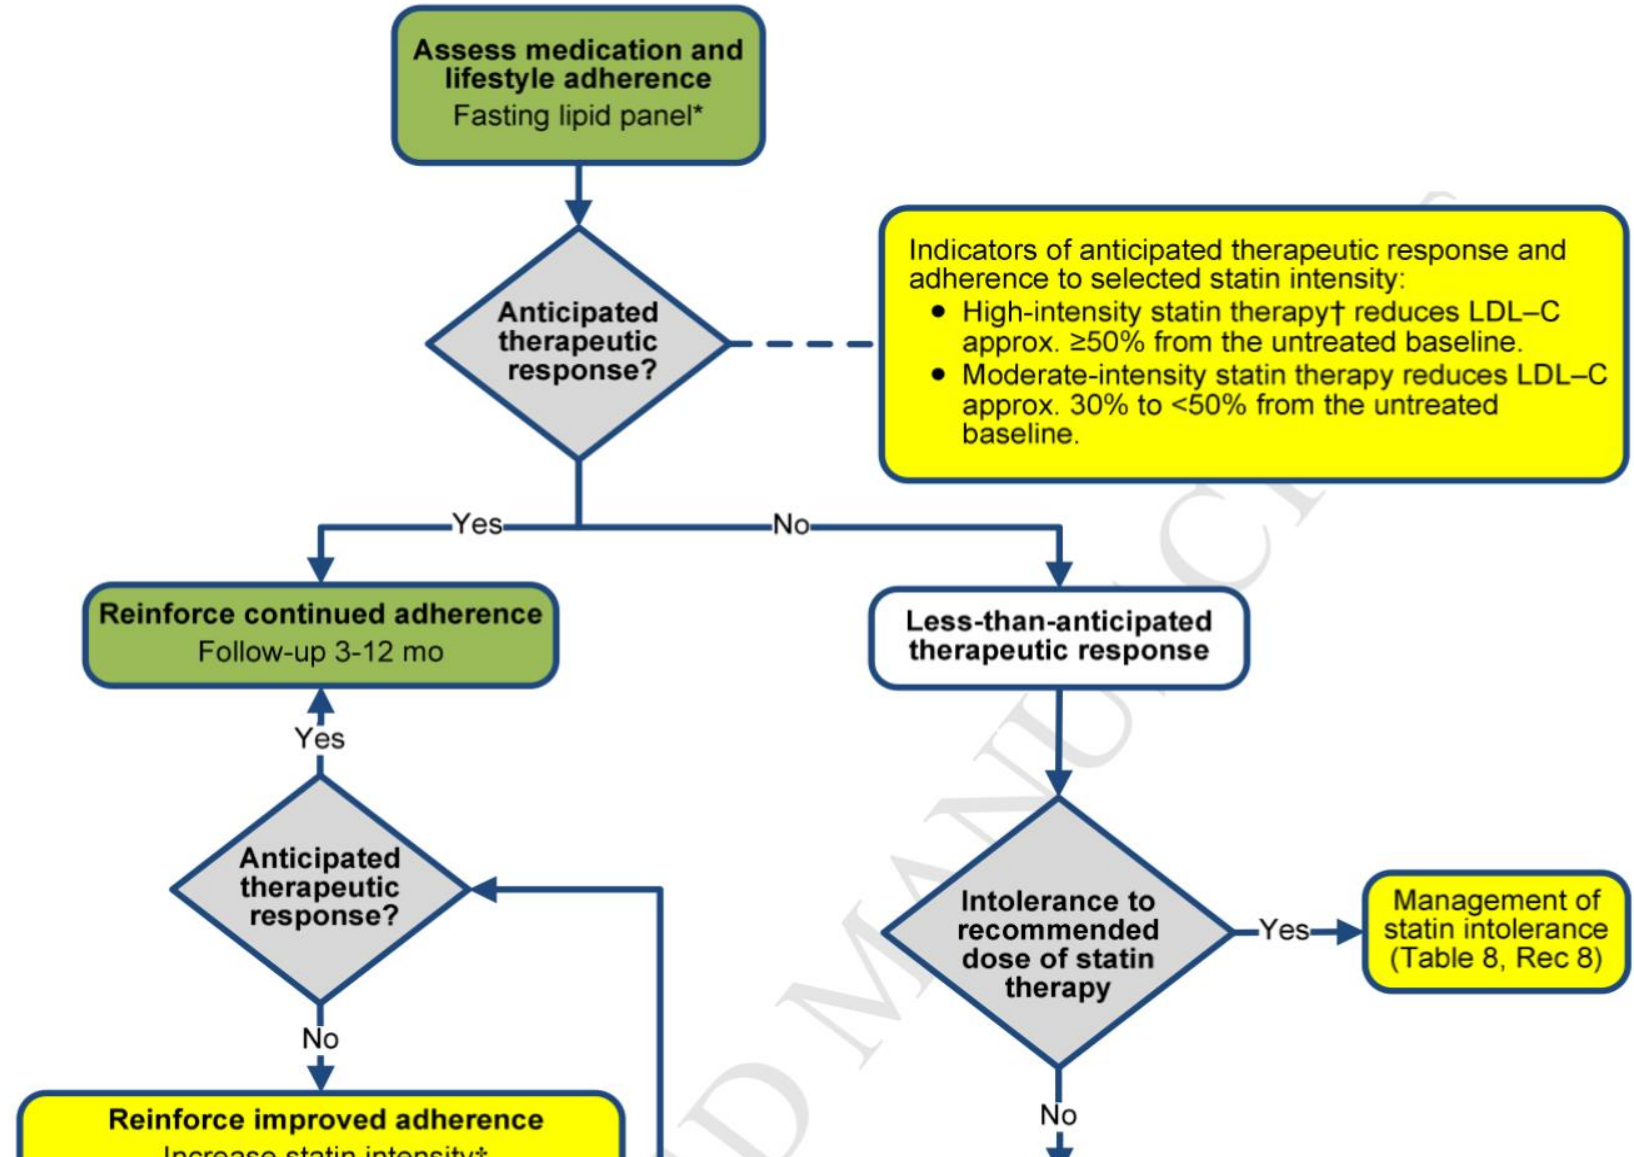 Assess medication and
lifestyle adherence
Fasting lipid panel*
Anticipated
therapeutic
response?
Indicators of anticipated therapeutic response and
adherence to selected statin intensity:
● High-intensity statin therapy† reduces LDL–C
approx. ≥50% from the untreated baseline.
● Moderate-intensity statin therapy reduces LDL–C
approx. 30% to <50% from the untreated
baseline.
Yes
No
Reinforce continued adherence
Follow-up 3-12 mo
Less-than-anticipated
therapeutic response
Yes
Anticipated
therapeutic
response?
Intolerance to
recommended
dose of statin
therapy
Yes
Management of
statin intolerance
(Table 8, Rec 8)
No
No
Reinforce improved adherence
Increase statin intensity‡